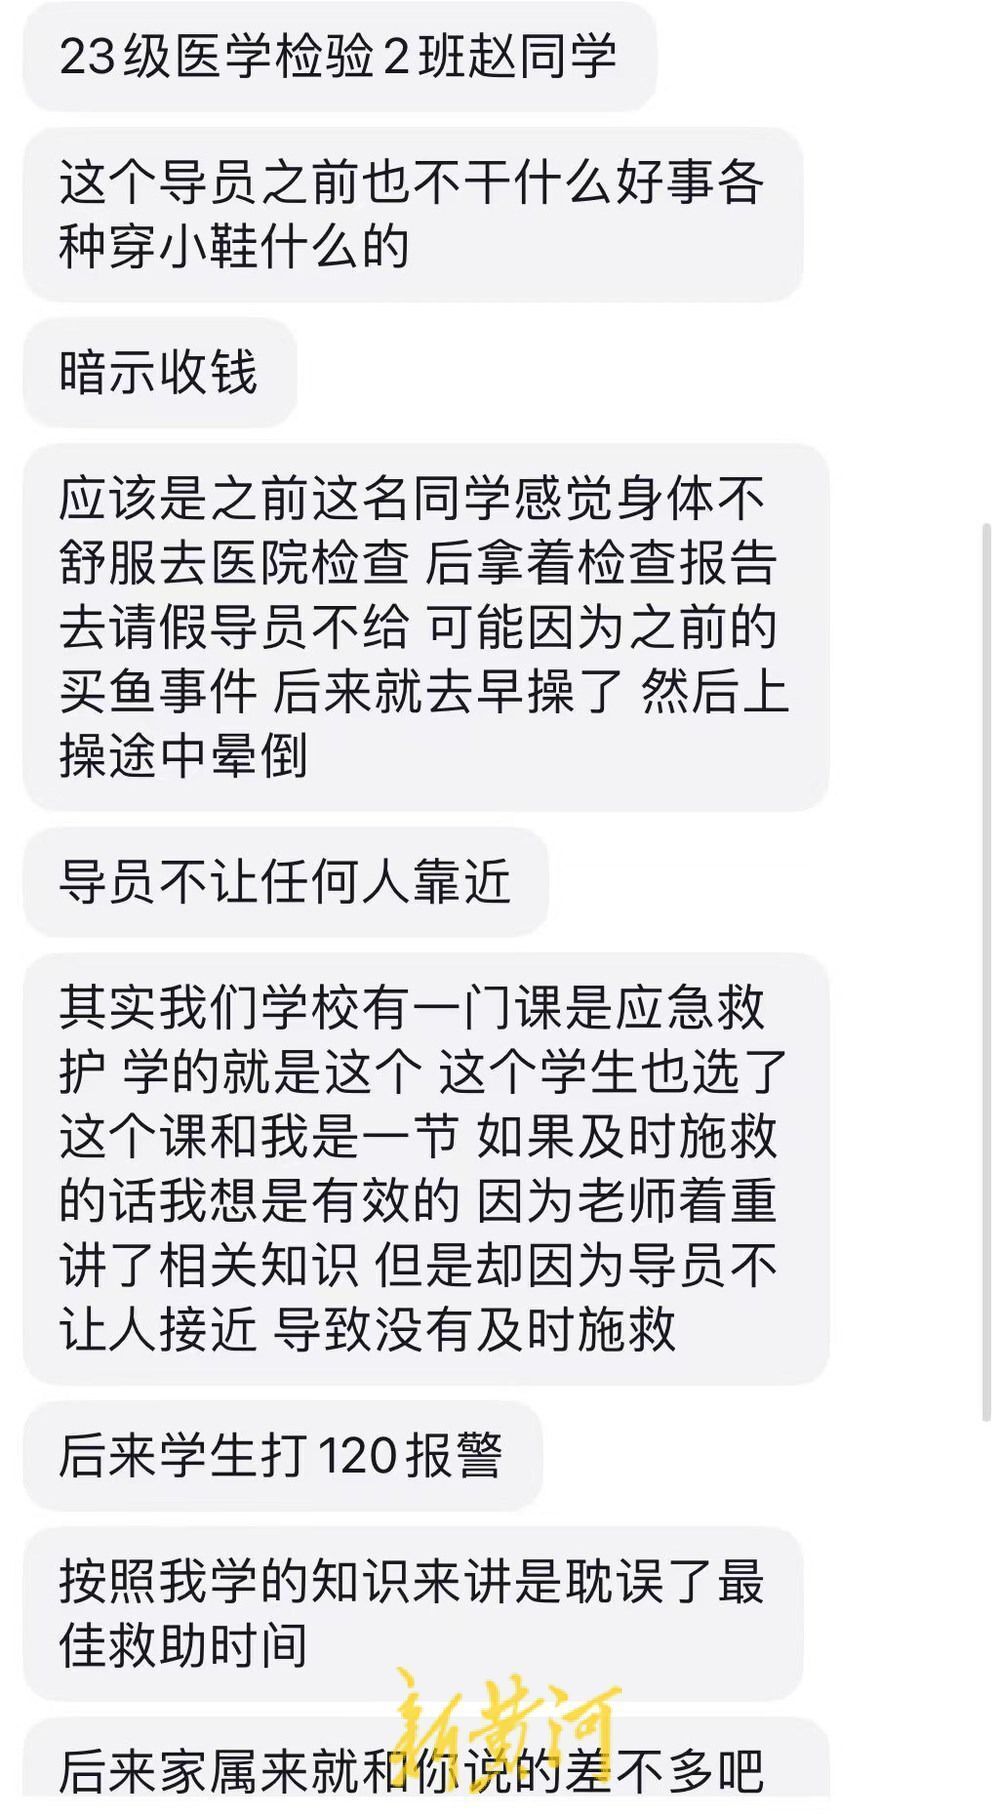 23级医学检验2班赵同学
这个导员之前也不干什么好事各
种穿小鞋什么的
暗示收钱
应该是之前这名同学感觉身体不
舒服去医院检查 后拿着检查报告
去请假导员不给 可能因为之前的
买鱼事件 后来就去早操了 然后上
操途中晕倒
导员不让任何人靠近
其实我们学校有一门课是应急救
护 学的就是这个 这个学生也选了
这个课和我是一节 如果及时施救
的话我想是有效的 因为老师着重
讲了相关知识 但是却因为导员不
让人接近 导致没有及时施救
后来学生打120报警
按照我学的知识来讲是耽误了最
佳救助时间
新黄河
后来家属来就和你说的差不多吧